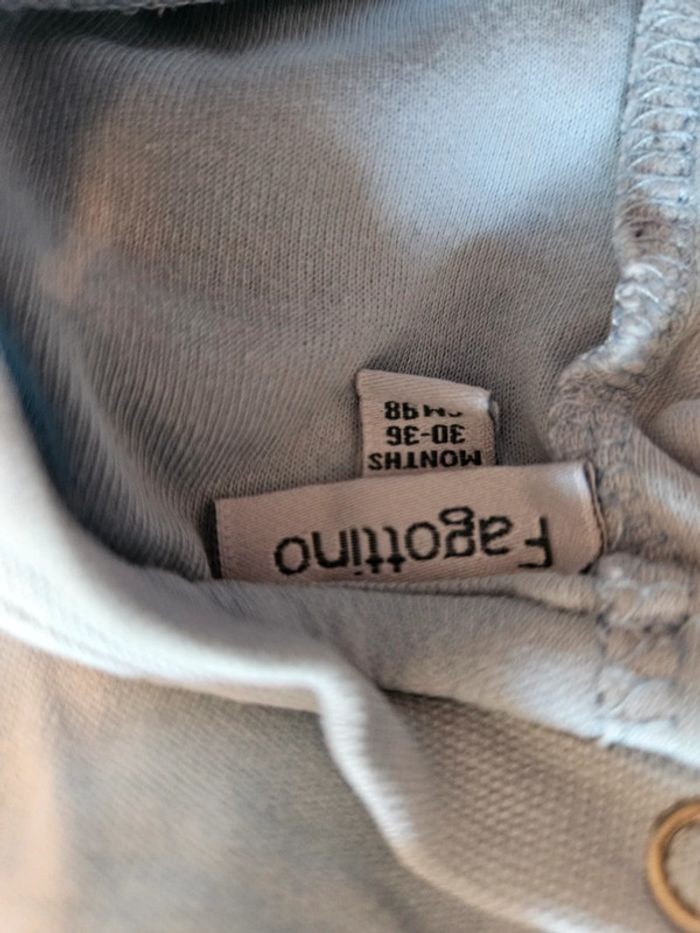 Fagottino
MONTHS
30-36
CM 98